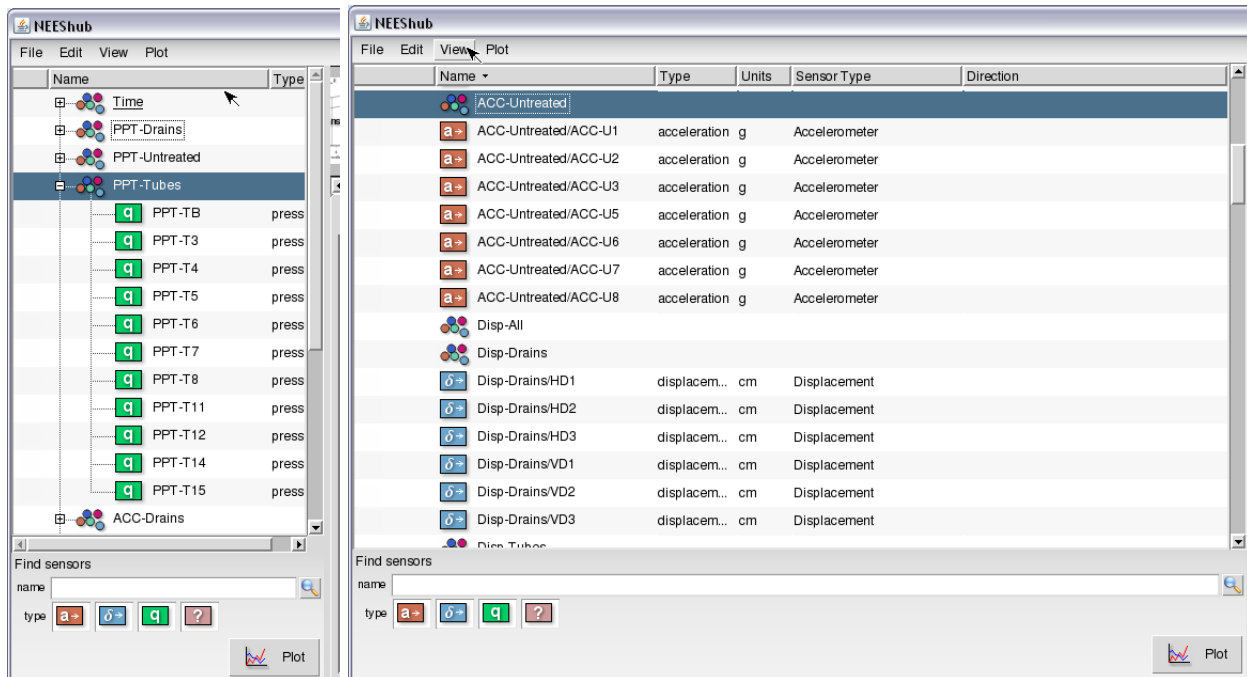 NEEShub
File Edit View Plot
Name Type
Time
PPT-Drains
PPT-Untreated
PPT-Tubes
q PPT-TB press
q PPT-T3 press
q PPT-T4 press
q PPT-T5 press
q PPT-T6 press
q PPT-T7 press
q PPT-T8 press
q PPT-T11 press
q PPT-T12 press
q PPT-T14 press
q PPT-T15 press
ACC-Drains
Find sensors
name
type a δ q ?
Plot
NEEShub
File Edit View Plot
Name Type Units Sensor Type Direction
ACC-Untreated
a ACC-Untreated/ACC-U1 acceleration g Accelerometer
a ACC-Untreated/ACC-U2 acceleration g Accelerometer
a ACC-Untreated/ACC-U3 acceleration g Accelerometer
a ACC-Untreated/ACC-U5 acceleration g Accelerometer
a ACC-Untreated/ACC-U6 acceleration g Accelerometer
a ACC-Untreated/ACC-U7 acceleration g Accelerometer
a ACC-Untreated/ACC-U8 acceleration g Accelerometer
Disp-All
Disp-Drains
δ Disp-Drains/HD1 displacem... cm Displacement
δ Disp-Drains/HD2 displacem... cm Displacement
δ Disp-Drains/HD3 displacem... cm Displacement
δ Disp-Drains/VD1 displacem... cm Displacement
δ Disp-Drains/VD2 displacem... cm Displacement
δ Disp-Drains/VD3 displacem... cm Displacement
Disp-Tubes
Find sensors
name
type a δ q ?
Plot